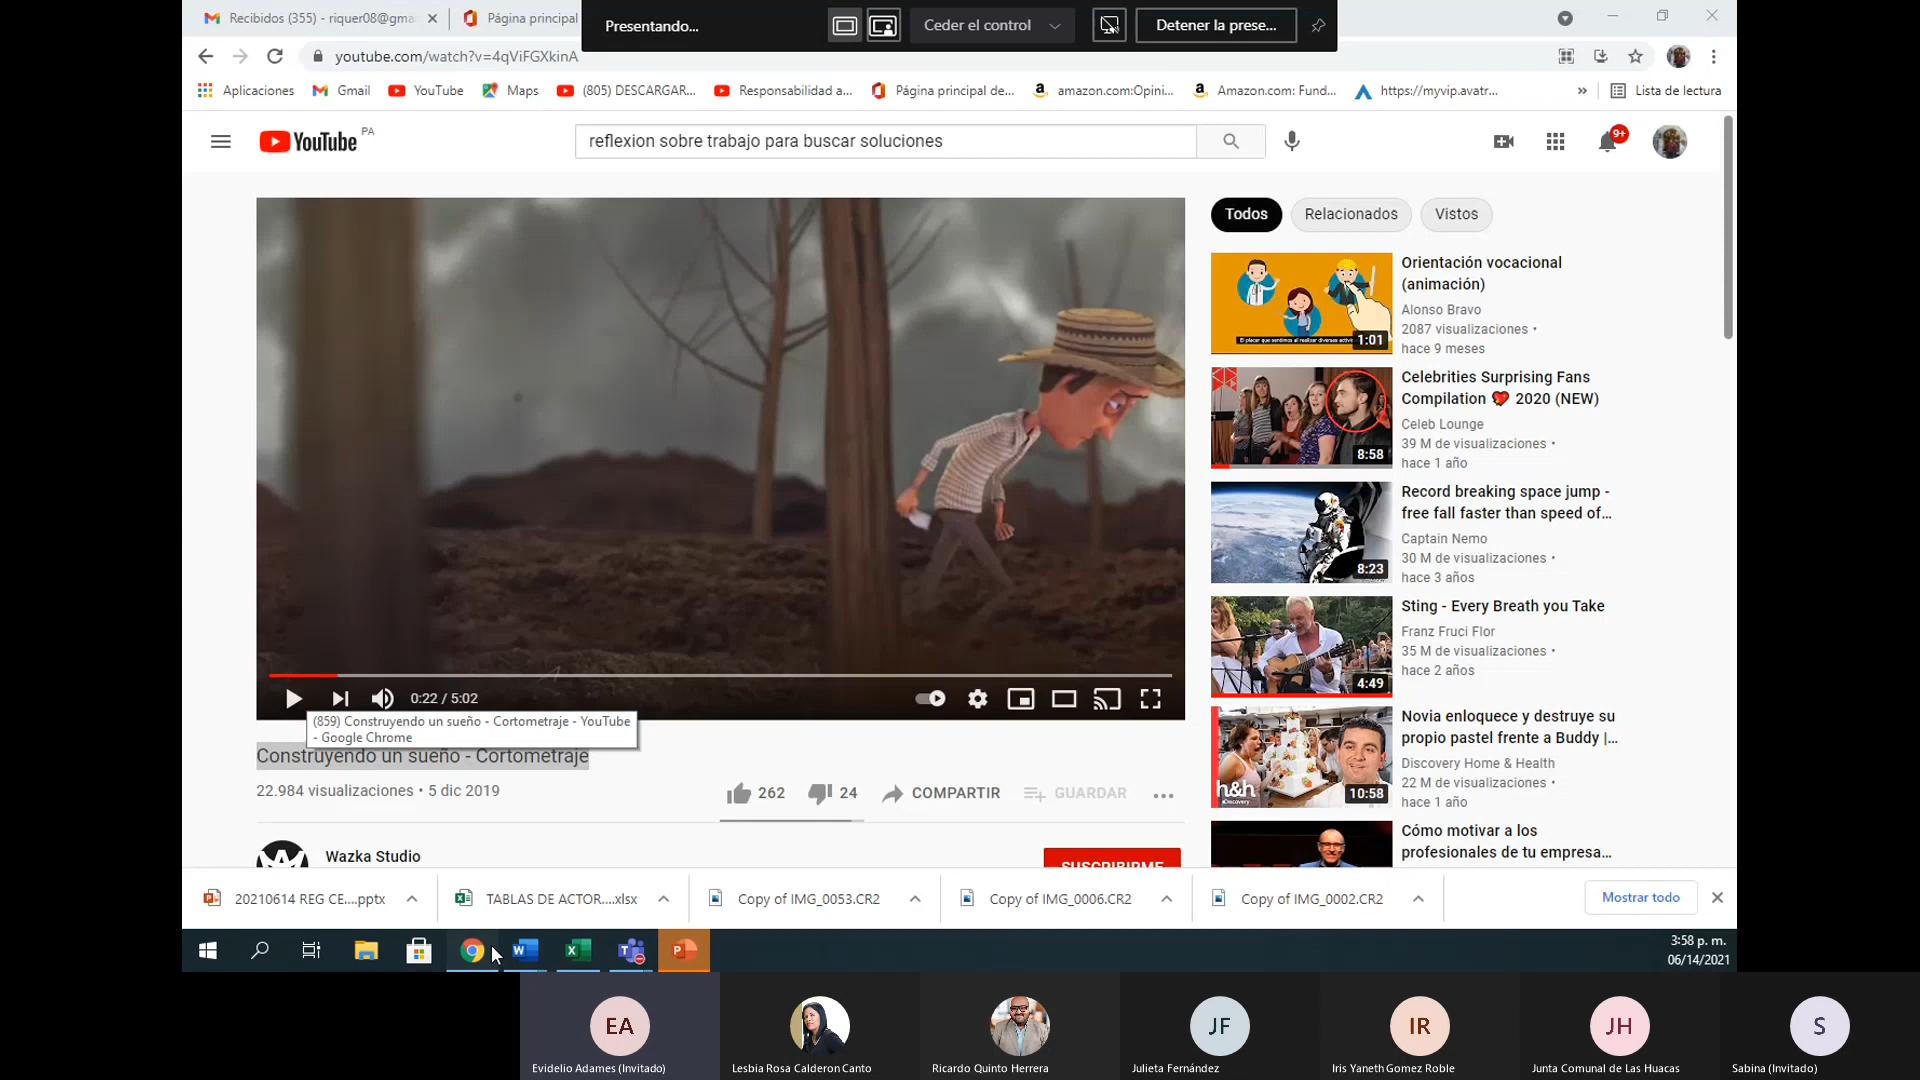 Recibidos (355) - riquer08@gma
Página principal
Presentando...
Ceder el control
Detener la prese...
youtube.com/watch?v=4qViFGXkinA
Aplicaciones
Gmail
YouTube
Maps
(805) DESCARGAR...
Responsabilidad a...
Página principal de...
amazon.com:Opini...
Amazon.com: Fund...
https://myvip.avatr...
»
Lista de lectura
YouTube PA
reflexion sobre trabajo para buscar soluciones
9+
Todos
Relacionados
Vistos
Orientación vocacional
(animación)
Alonso Bravo
2087 visualizaciones •
hace 9 meses
1:01
Celebrities Surprising Fans
Compilation 💖 2020 (NEW)
Celeb Lounge
39 M de visualizaciones •
hace 1 año
8:58
Record breaking space jump -
free fall faster than speed of...
Captain Nemo
30 M de visualizaciones •
hace 3 años
8:23
Sting - Every Breath you Take
Franz Fruci Flor
35 M de visualizaciones •
hace 2 años
4:49
Novia enloquece y destruye su
propio pastel frente a Buddy |...
Discovery Home & Health
22 M de visualizaciones •
hace 1 año
h&h
Discovery
10:58
Cómo motivar a los
profesionales de tu empresa...
0:22 / 5:02
(859) Construyendo un sueño - Cortometraje - YouTube
- Google Chrome
Construyendo un sueño - Cortometraje
22.984 visualizaciones • 5 dic 2019
262
24
COMPARTIR
GUARDAR
Wazka Studio
SUSCRIBIRME
20210614 REG CE....pptx
TABLAS DE ACTOR....xlsx
Copy of IMG_0053.CR2
Copy of IMG_0006.CR2
Copy of IMG_0002.CR2
Mostrar todo
3:58 p. m.
06/14/2021
EA
JF
IR
JH
S
Evidelio Adames (Invitado)
Lesbia Rosa Calderon Canto
Ricardo Quinto Herrera
Julieta Fernández
Iris Yaneth Gomez Roble
Junta Comunal de Las Huacas
Sabina (Invitado)